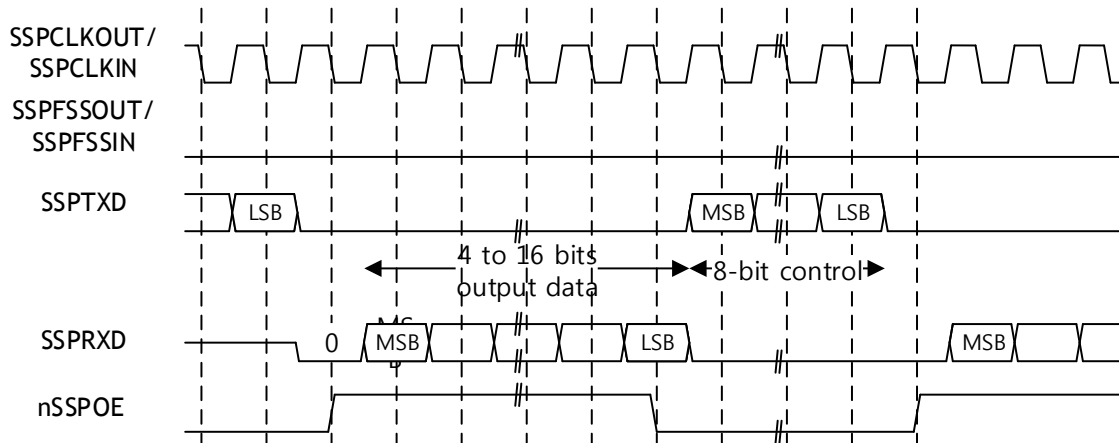 SSPCLKOUT/
SSPCLKIN
SSPFSSOUT/
SSPFSSIN
SSPTXD
LSB
MSB
LSB
4 to 16 bits
output data
8-bit control
SSPRXD
0
MSB
MSB
LSB
MSB
nSSPOE